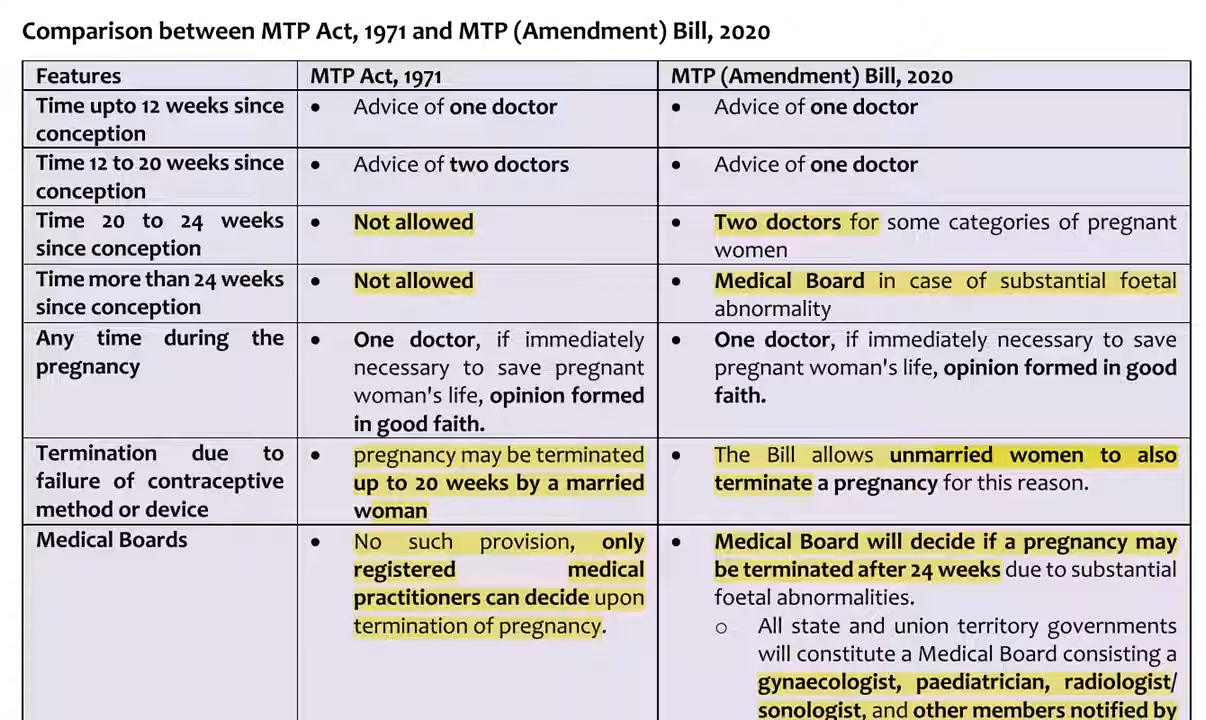 Comparison between MTP Act, 1971 and MTP (Amendment) Bill, 2020
Features
MTP Act, 1971
MTP (Amendment) Bill, 2020
Time upto 12 weeks since
conception
• Advice of one doctor
• Advice of one doctor
Time 12 to 20 weeks since
conception
• Advice of two doctors
• Advice of one doctor
Time 20 to 24 weeks
since conception
• Not allowed
• Two doctors for some categories of pregnant
women
Time more than 24 weeks
since conception
• Not allowed
• Medical Board in case of substantial foetal
abnormality
Any time during the
pregnancy
• One doctor, if immediately
necessary to save pregnant
woman's life, opinion formed
in good faith.
• One doctor, if immediately necessary to save
pregnant woman's life, opinion formed in good
faith.
Termination due to
failure of contraceptive
method or device
• pregnancy may be terminated
up to 20 weeks by a married
woman
• The Bill allows unmarried women to also
terminate a pregnancy for this reason.
Medical Boards
• No such provision, only
registered medical
practitioners can decide upon
termination of pregnancy.
• Medical Board will decide if a pregnancy may
be terminated after 24 weeks due to substantial
foetal abnormalities.
o All state and union territory governments
will constitute a Medical Board consisting a
gynaecologist, paediatrician, radiologist/
sonologist, and other members notified by